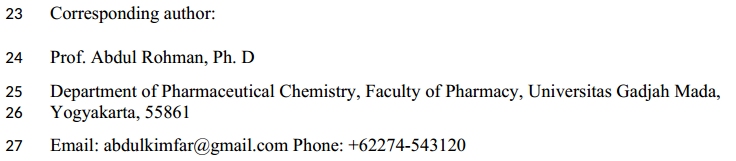 23 Corresponding author:
24 Prof. Abdul Rohman, Ph. D
25 Department of Pharmaceutical Chemistry, Faculty of Pharmacy, Universitas Gadjah Mada,
26 Yogyakarta, 55861
27 Email: abdulkimfar@gmail.com Phone: +62274-543120